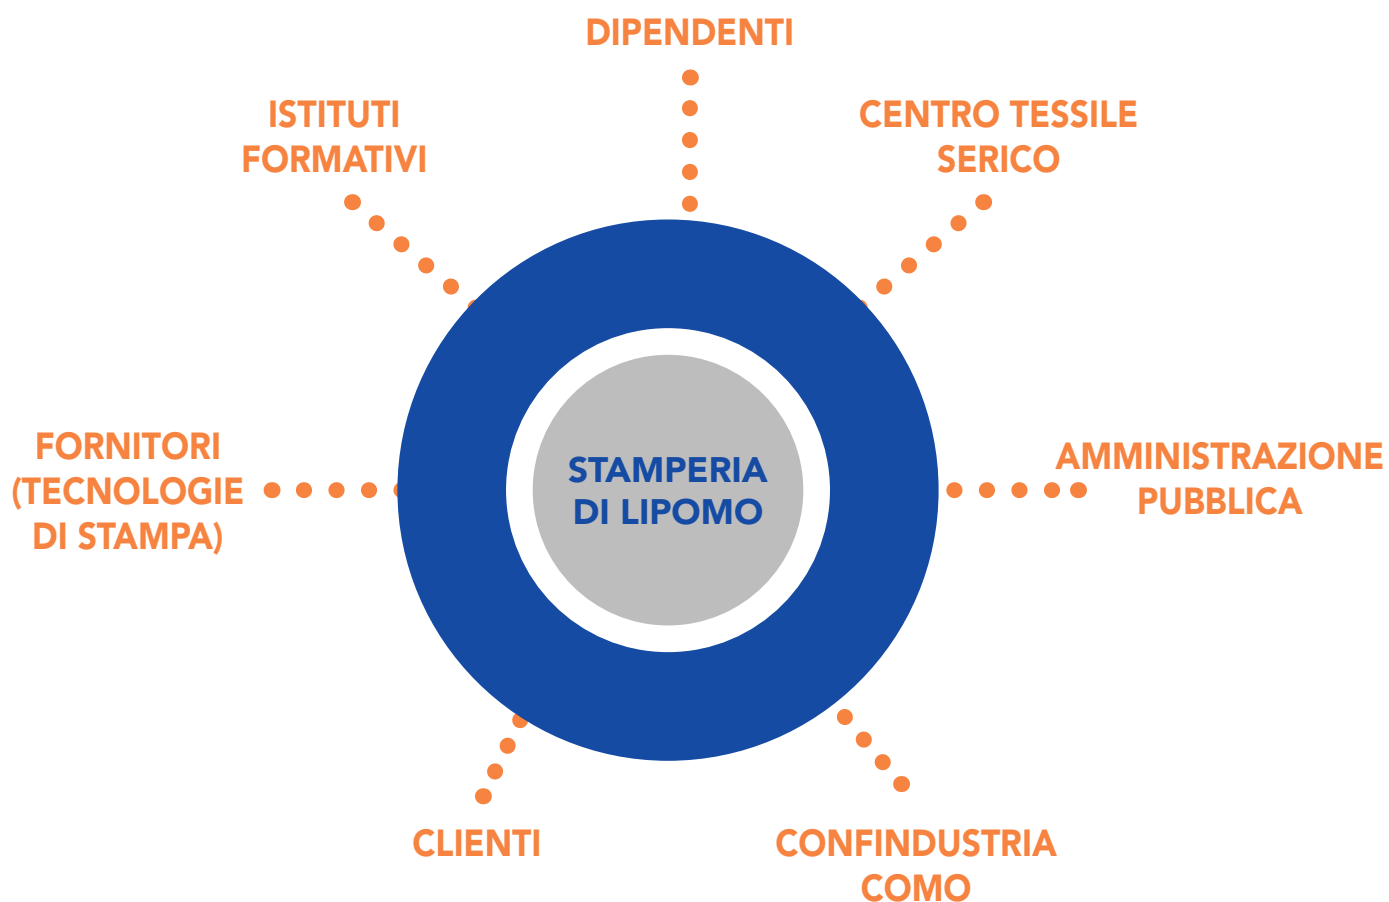 DIPENDENTI
ISTITUTI
FORMATIVI
CENTRO TESSILE
SERICO
FORNITORI
(TECNOLOGIE
DI STAMPA)
STAMPERIA
DI LIPOMO
AMMINISTRAZIONE
PUBBLICA
CLIENTI
CONFINDUSTRIA
COMO